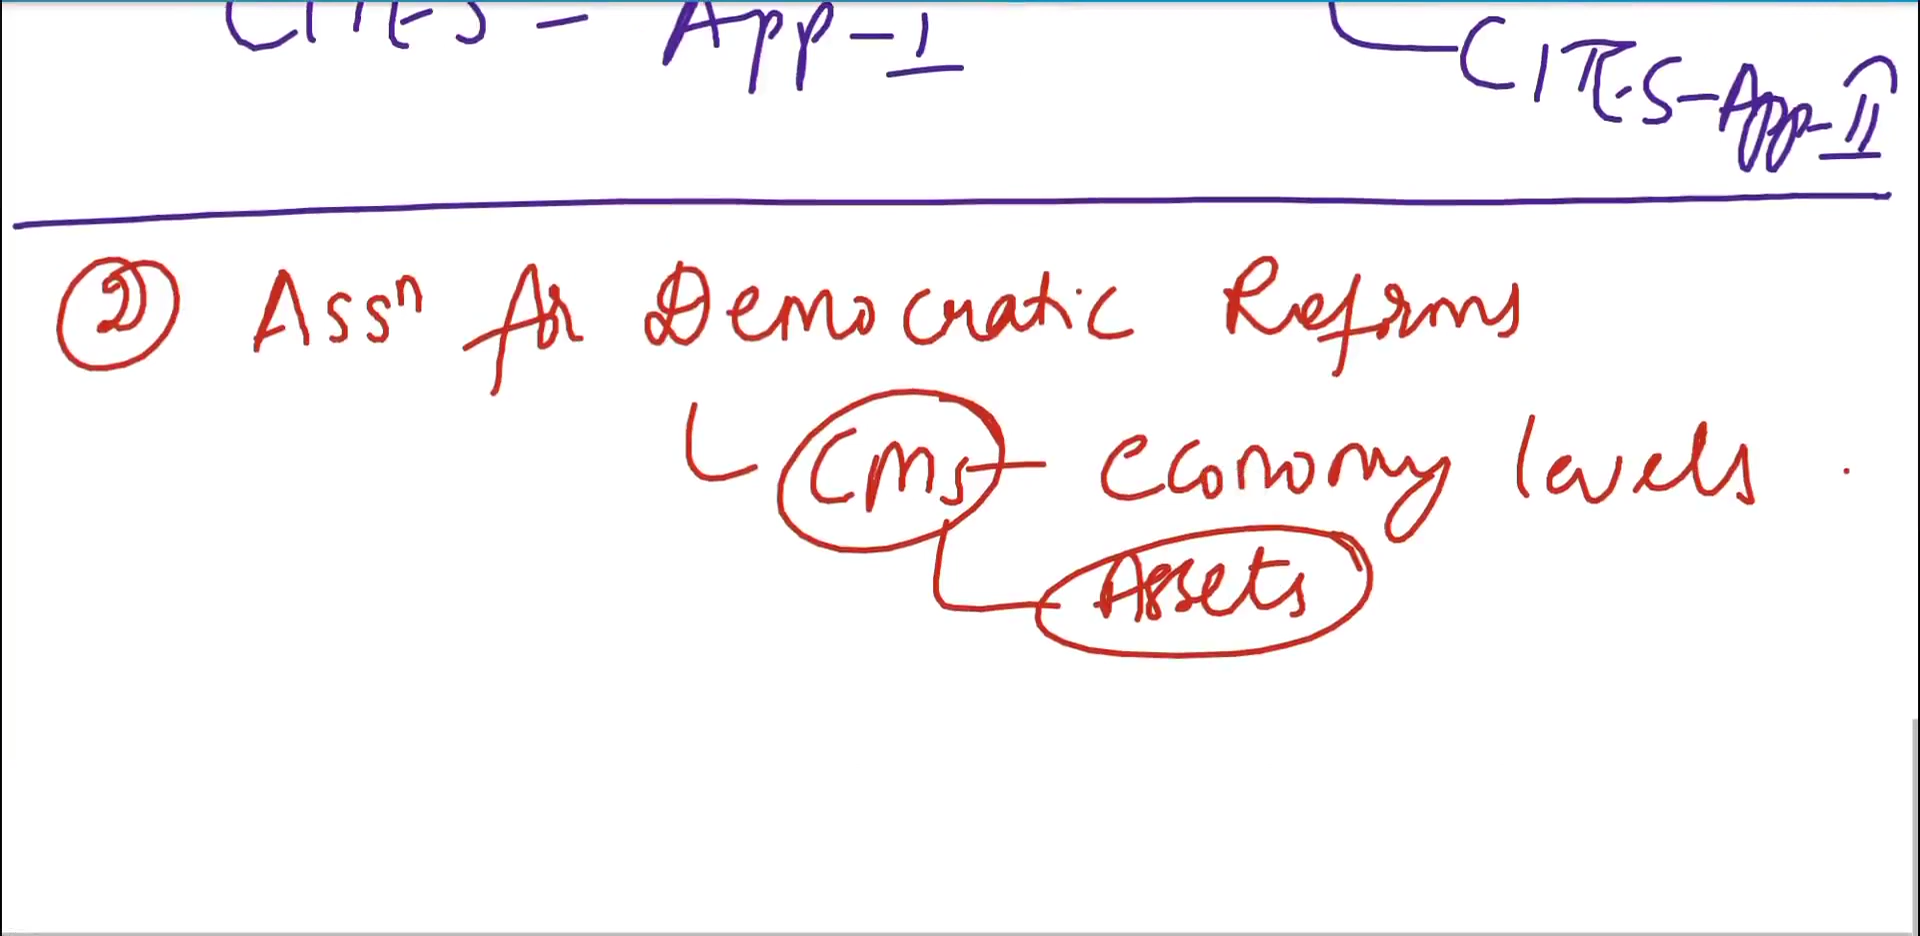 CITES - App-I
CITES-App-II
2 Assn for Democratic Reforms
CMs - economy levels.
Assets